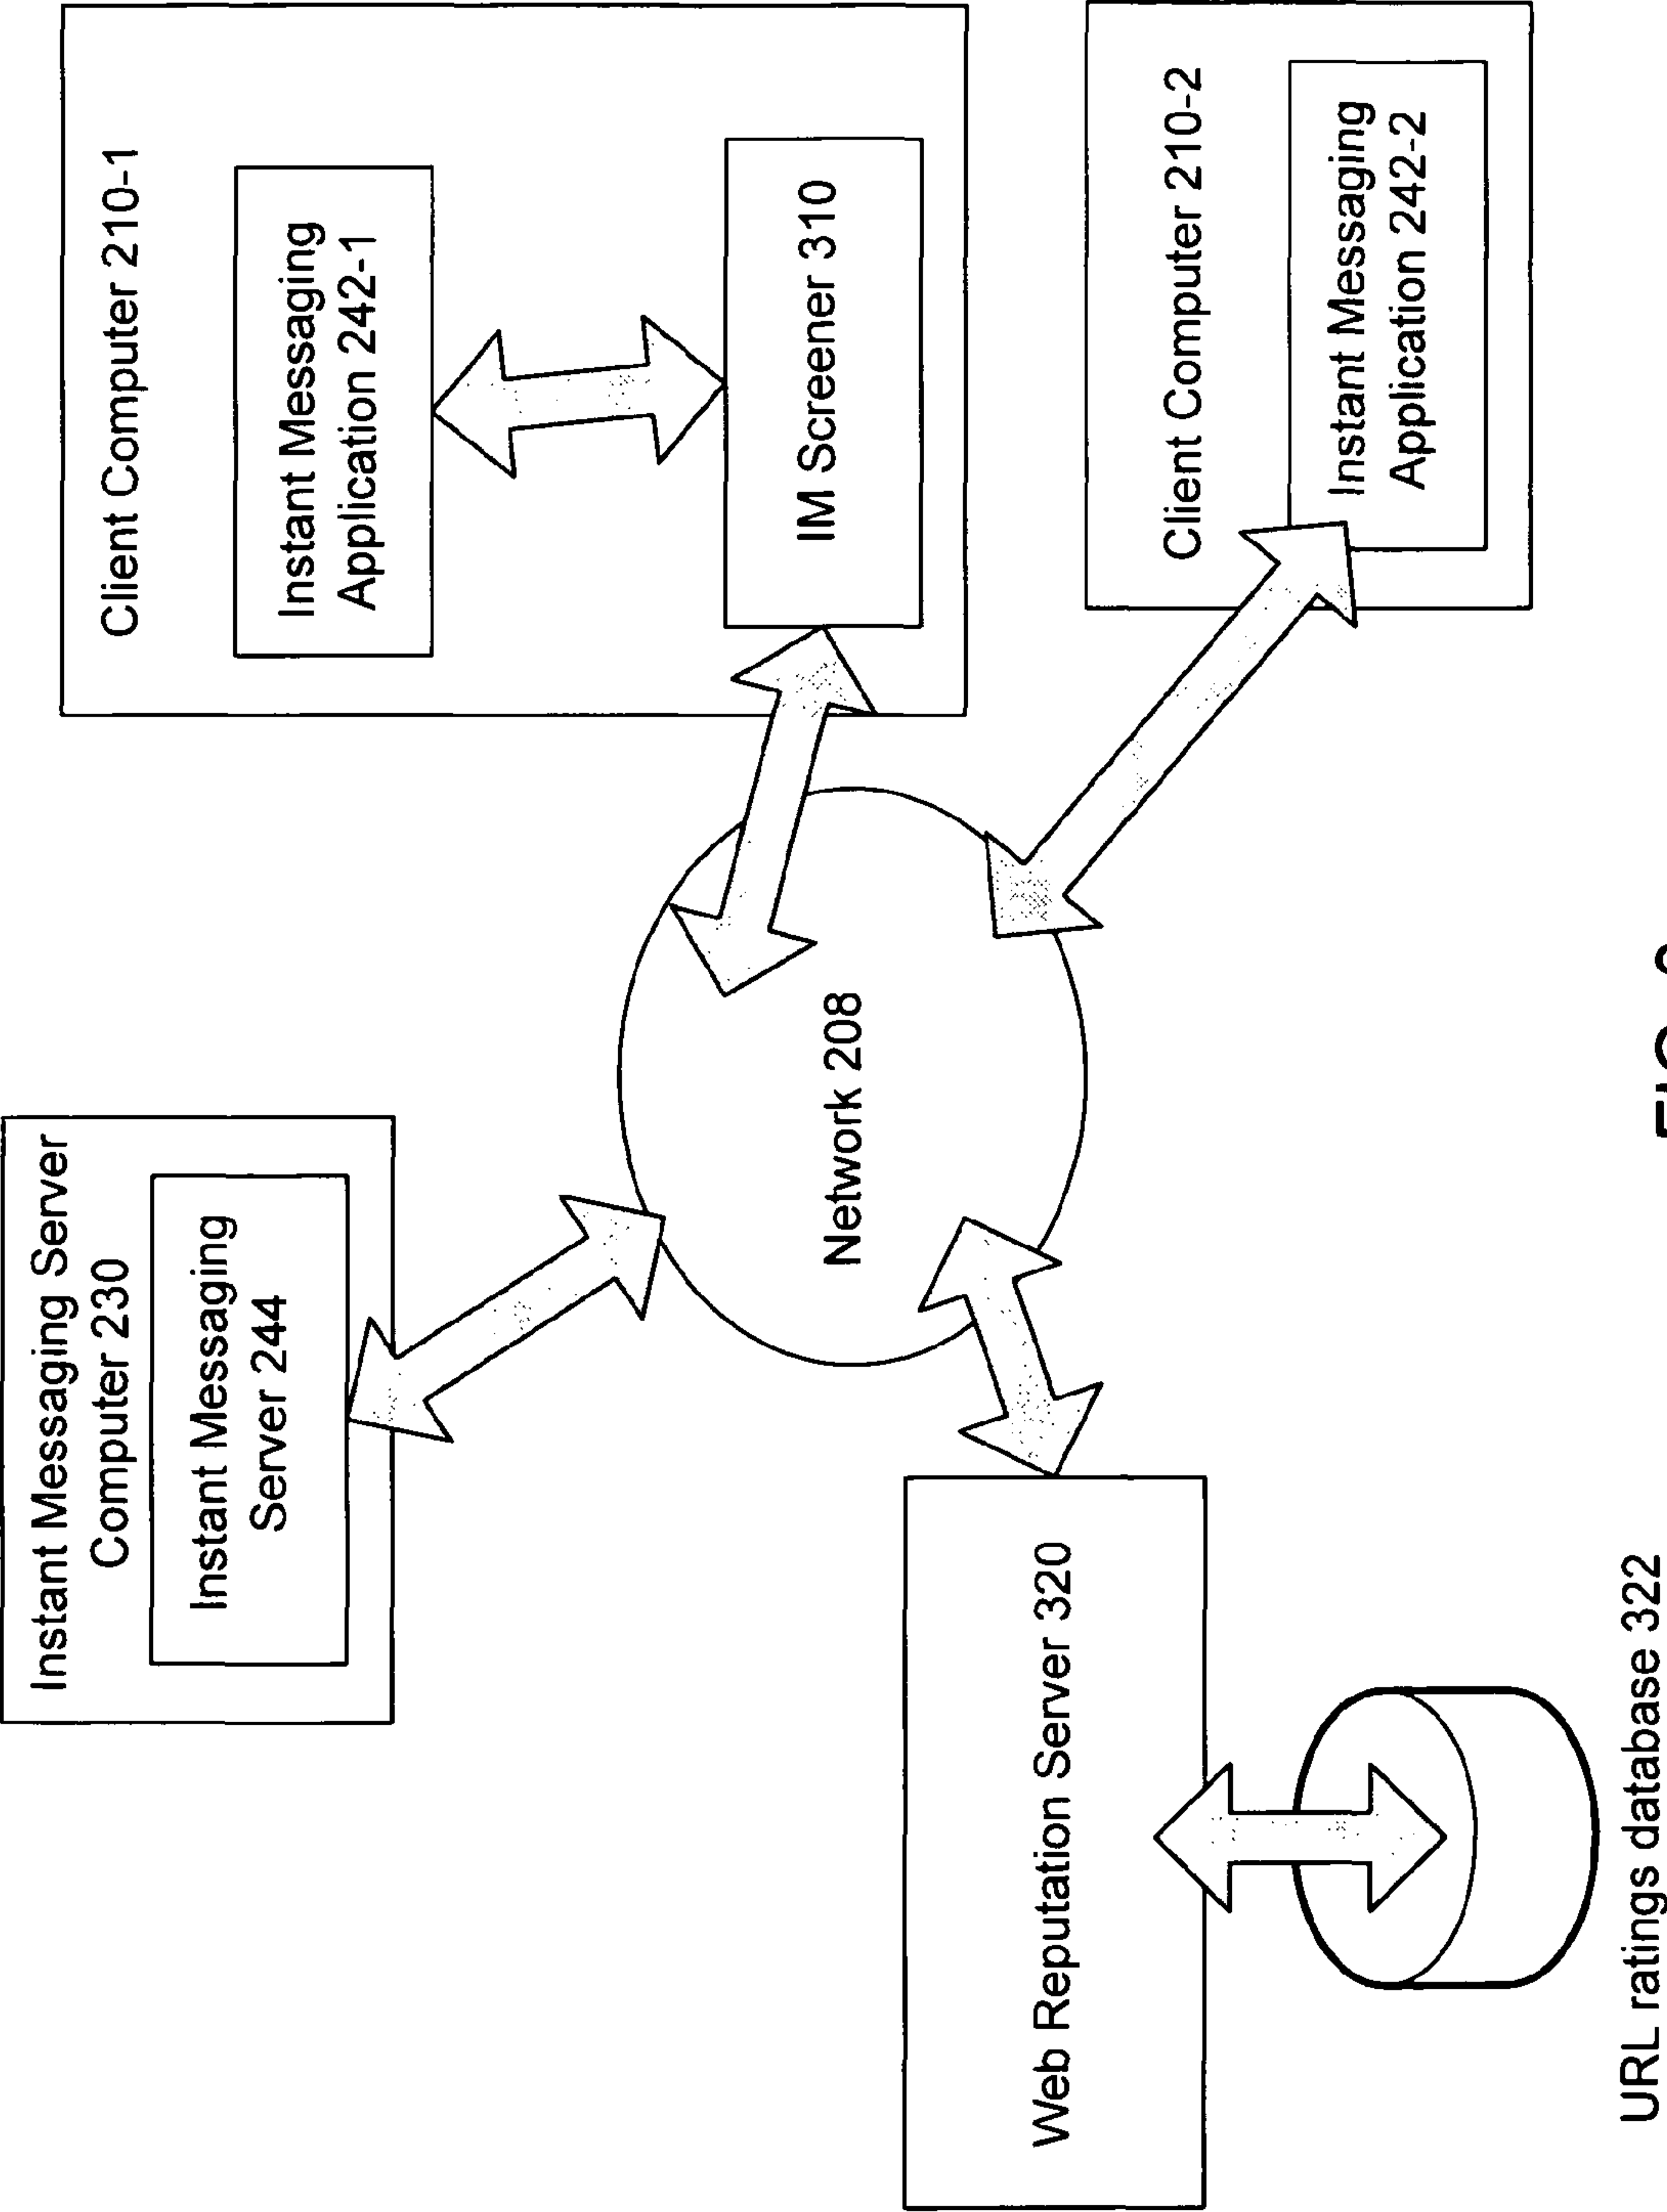 Instant Messaging Server
Computer 230
Instant Messaging
Server 244
Client Computer 210-1
Instant Messaging
Application 242-1
IM Screener 310
Network 208
Web Reputation Server 320
Client Computer 210-2
Instant Messaging
Application 242-2
URL ratings database 322